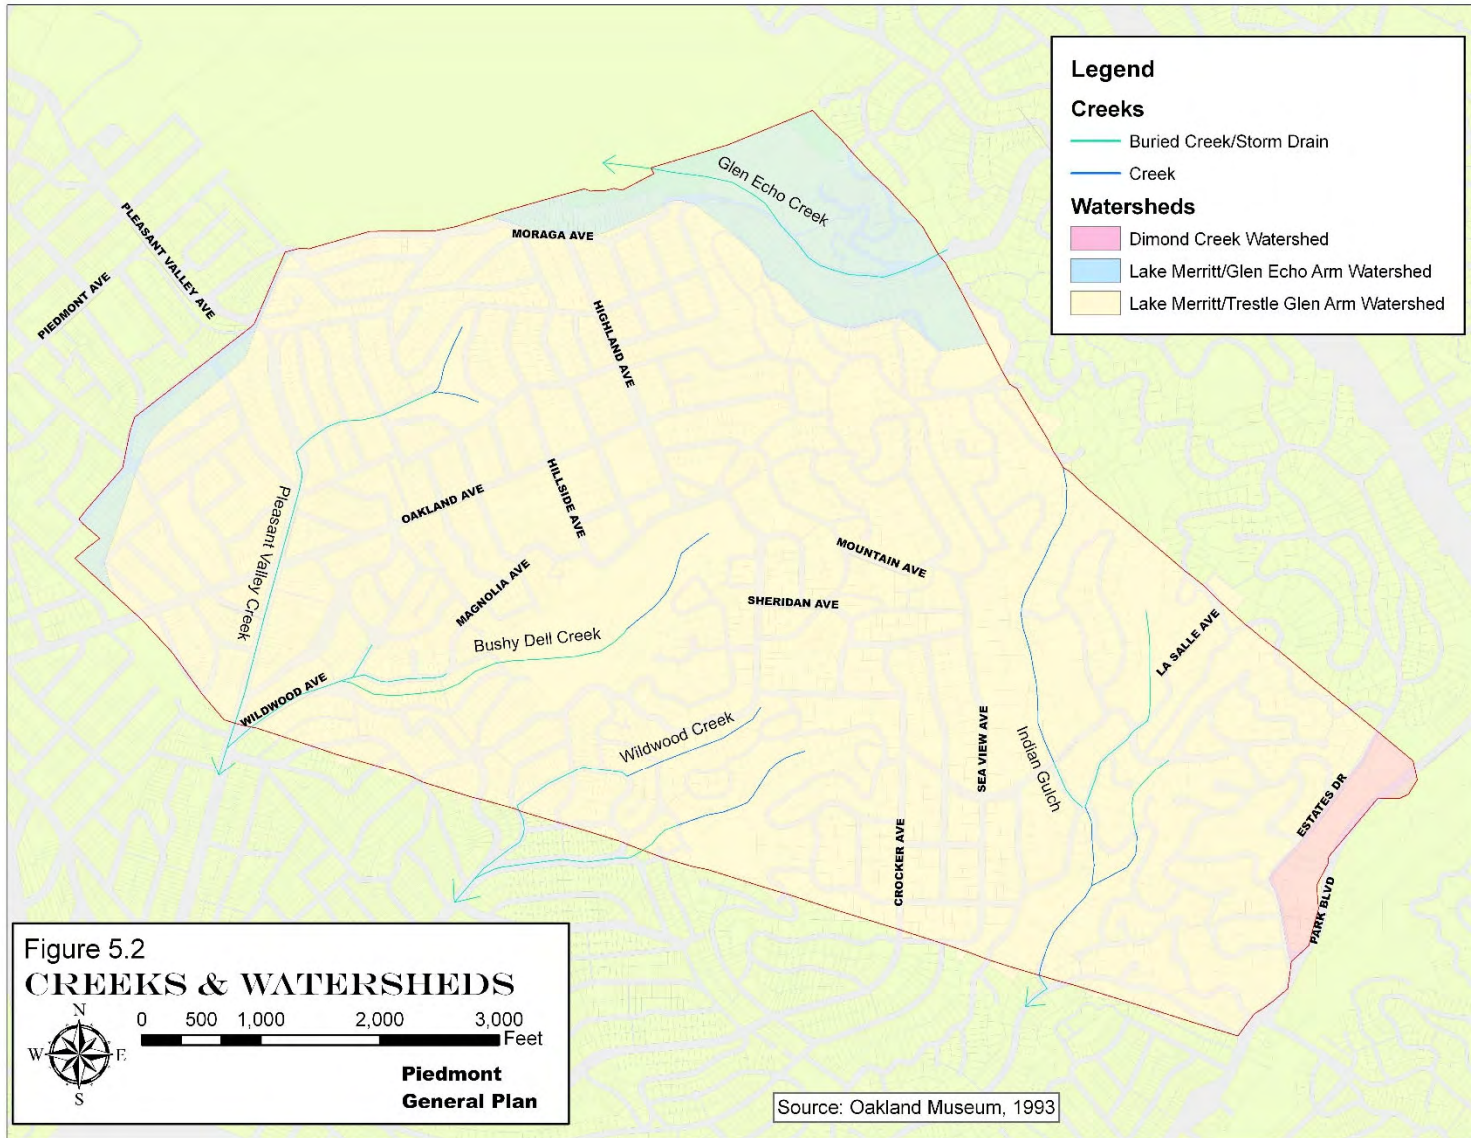 Legend
Creeks
Buried Creek/Storm Drain
Creek
Watersheds
Dimond Creek Watershed
Lake Merritt/Glen Echo Arm Watershed
Lake Merritt/Trestle Glen Arm Watershed
Glen Echo Creek
PLEASANT VALLEY AVE
MORAGA AVE
PIEDMONT AVE
HIGHLAND AVE
OAKLAND AVE
HILLSIDE AVE
Pleasant Valley Creek
MOUNTAIN AVE
MAGNOLIA AVE
SHERIDAN AVE
Bushy Dell Creek
LA SALLE AVE
WILDWOOD AVE
Wildwood Creek
SEA VIEW AVE
Indian Gulch
ESTATES DR
CROCKER AVE
PARK BLVD
Figure 5.2
CREEKS & WATERSHEDS
N
W E
S
0 500 1,000 2,000 3,000
Feet
Piedmont
General Plan
Source: Oakland Museum, 1993